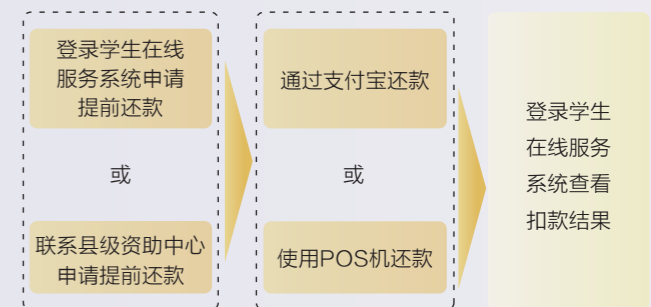 登录学生在线
服务系统申请
提前还款
或
联系县级资助中心
申请提前还款
通过支付宝还款
或
使用POS机还款
登录学生
在线服务
系统查看
扣款结果